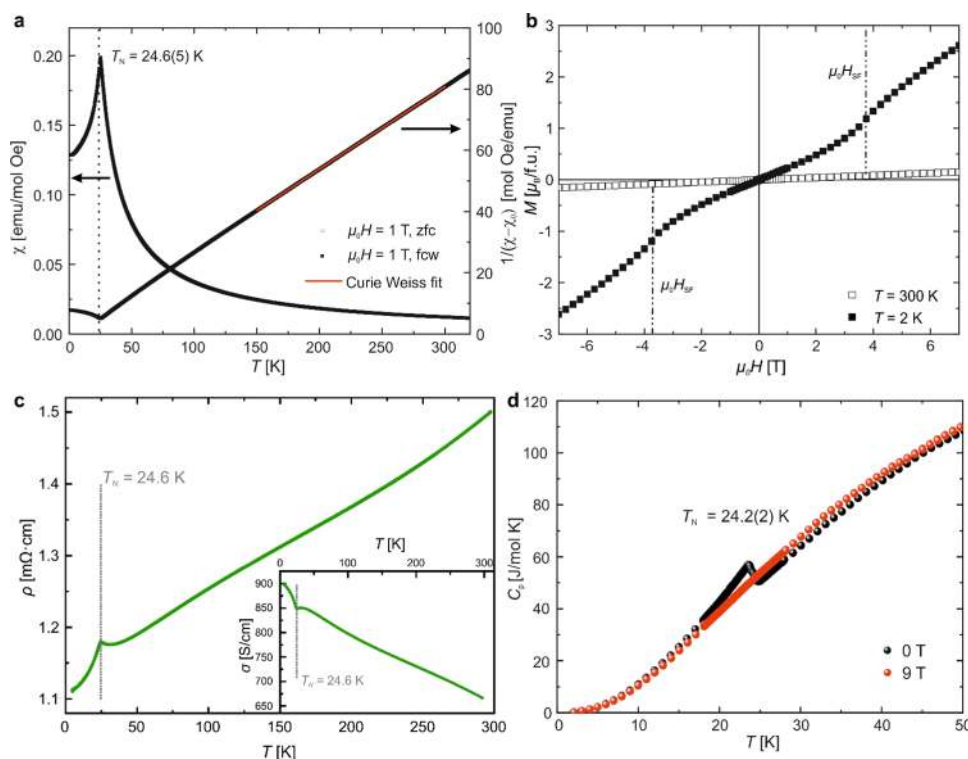 a
T_N = 24.6(5) K
χ [emu/mol Oe]
0.20
0.15
0.10
0.05
0.00
100
80
60
40
20
0
1/(χ−χ₀) [mol Oe/emu]
μ₀H = 1 T, zfc
μ₀H = 1 T, fcw
Curie Weiss fit
0 50 100 150 200 250 300
T [K]
b
3
2
1
0
-1
-2
-3
μ₀H_SF
μ₀H_SF
T = 300 K
T = 2 K
-6 -4 -2 0 2 4 6
μ₀H [T]
c
1.5
1.4
1.3
1.2
1.1
ρ [mΩ·cm]
T_N = 24.6 K
T [K]
0 100 200 300
900
850
800
750
700
650
σ [S/cm]
T_N = 24.6 K
0 50 100 150 200 250 300
T [K]
d
120
100
80
60
40
20
0
C_p [J/mol K]
T_N = 24.2(2) K
0 T
9 T
0 10 20 30 40 50
T [K]